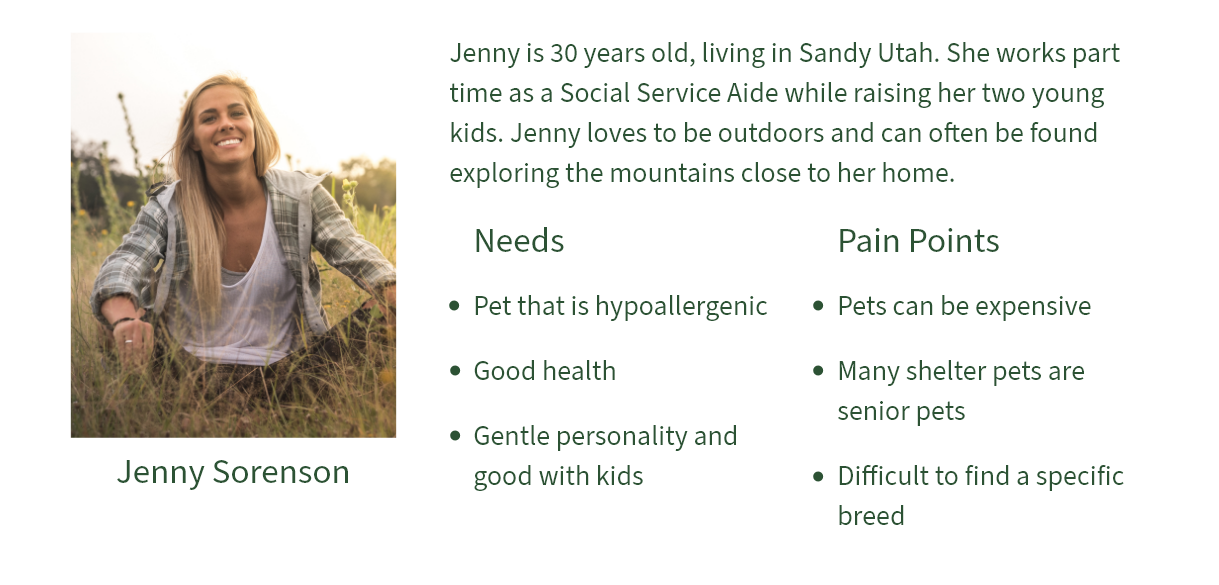 Jenny is 30 years old, living in Sandy Utah. She works part
time as a Social Service Aide while raising her two young
kids. Jenny loves to be outdoors and can often be found
exploring the mountains close to her home.
Needs
• Pet that is hypoallergenic
• Good health
• Gentle personality and
good with kids
Pain Points
• Pets can be expensive
• Many shelter pets are
senior pets
• Difficult to find a specific
breed
Jenny Sorenson